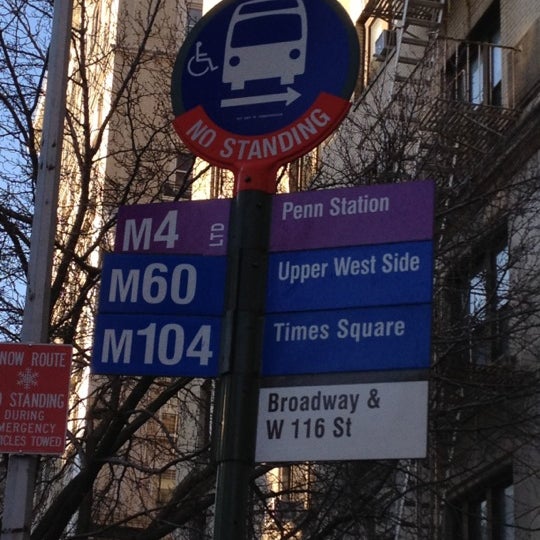 NO STANDING
M4 LTD
Penn Station
M60
Upper West Side
M104
Times Square
Broadway &
W 116 St
NOW ROUTE
STANDING
DURING
MERGENCY
ICLES TOWED